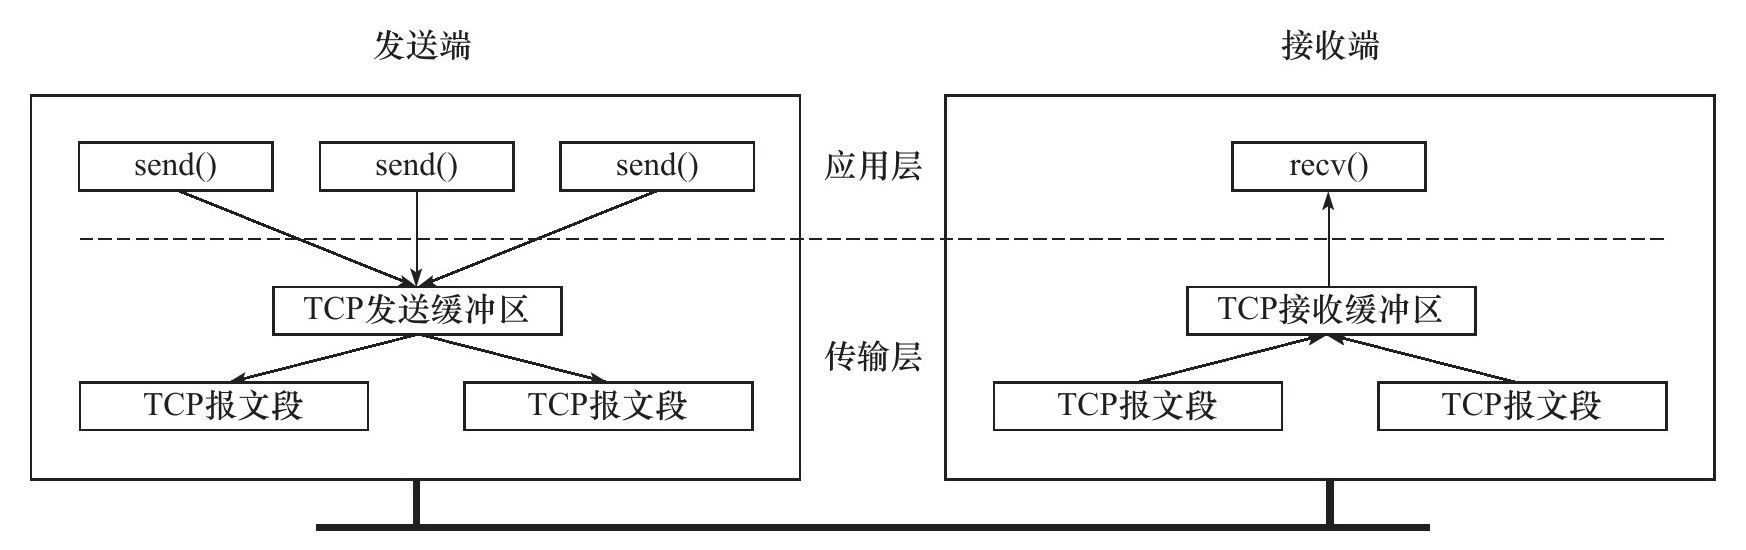 发送端
接收端
send()
send()
send()
应用层
recv()
TCP发送缓冲区
TCP接收缓冲区
传输层
TCP报文段
TCP报文段
TCP报文段
TCP报文段